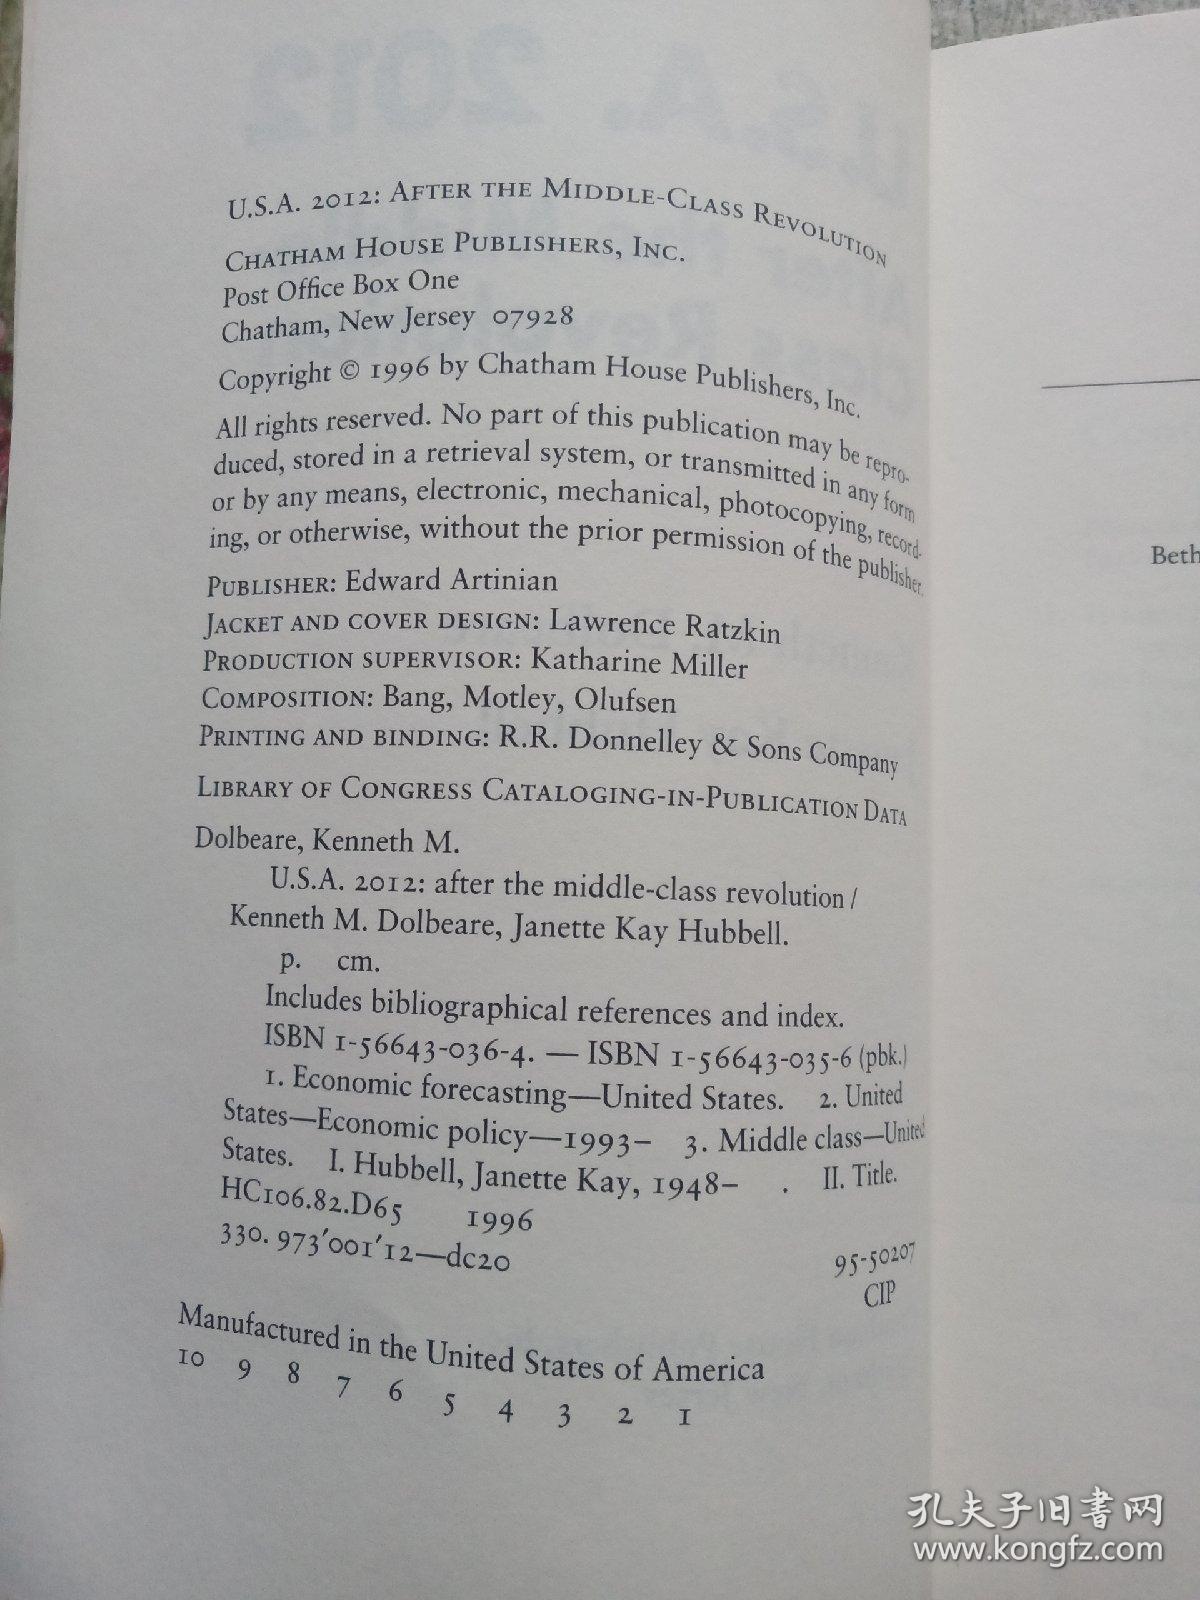 U.S.A. 2012: After the Middle-Class Revolution
Chatham House Publishers, Inc.
Post Office Box One
Chatham, New Jersey 07928
Copyright © 1996 by Chatham House Publishers, Inc.
All rights reserved. No part of this publication may be repro-
duced, stored in a retrieval system, or transmitted in any form
or by any means, electronic, mechanical, photocopying, record-
ing, or otherwise, without the prior permission of the publisher.
Publisher: Edward Artinian
Jacket and cover design: Lawrence Ratzkin
Production supervisor: Katharine Miller
Composition: Bang, Motley, Olufsen
Printing and binding: R.R. Donnelley & Sons Company
Library of Congress Cataloging-in-Publication Data
Dolbeare, Kenneth M.
U.S.A. 2012: after the middle-class revolution /
Kenneth M. Dolbeare, Janette Kay Hubbell.
p. cm.
Includes bibliographical references and index.
ISBN 1-56643-036-4. — ISBN 1-56643-035-6 (pbk.)
1. Economic forecasting—United States. 2. United
States—Economic policy—1993– 3. Middle class—United
States. I. Hubbell, Janette Kay, 1948– . II. Title.
HC106.82.D65 1996
330.973'001'12—dc20 95-50207
CIP
Manufactured in the United States of America
10 9 8 7 6 5 4 3 2 1
Beth
孔夫子旧书网
www.kongfz.com